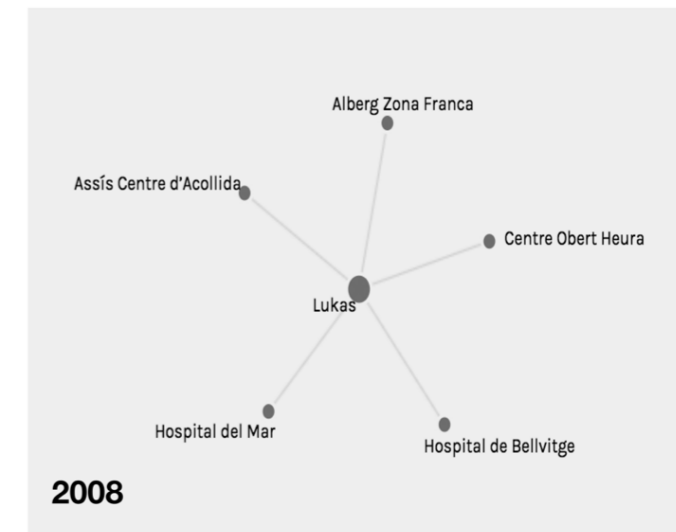 Alberg Zona Franca
Assís Centre d'Acollida
Centre Obert Heura
Lukas
Hospital del Mar
Hospital de Bellvitge
2008